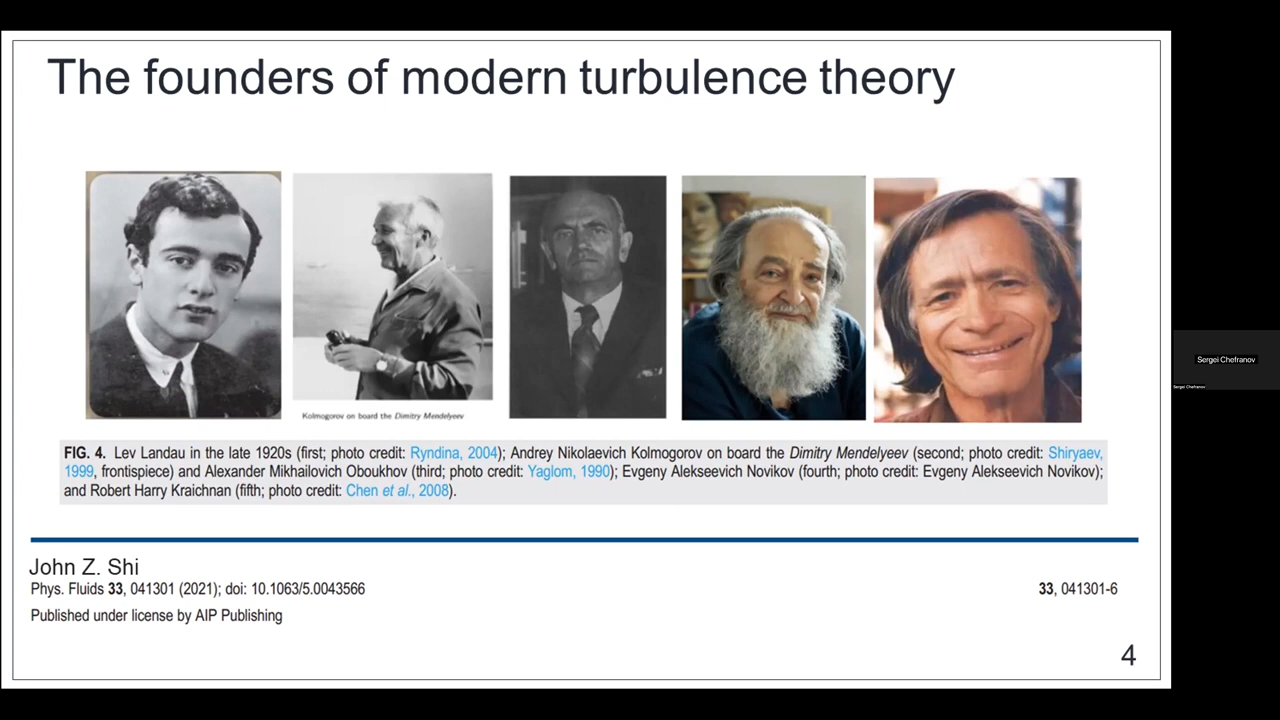 The founders of modern turbulence theory
Kolmogorov on board the Dimitry Mendelyeev
FIG. 4. Lev Landau in the late 1920s (first; photo credit: Ryndina, 2004); Andrey Nikolaevich Kolmogorov on board the Dimitry Mendelyeev (second; photo credit: Shiryaev,
1999, frontispiece) and Alexander Mikhailovich Oboukhov (third; photo credit: Yaglom, 1990); Evgeny Alekseevich Novikov (fourth; photo credit: Evgeny Alekseevich Novikov);
and Robert Harry Kraichnan (fifth; photo credit: Chen et al., 2008).
John Z. Shi
Phys. Fluids 33, 041301 (2021); doi: 10.1063/5.0043566
33, 041301-6
Published under license by AIP Publishing
4
Sergei Chefranov
Sergei Chefranov